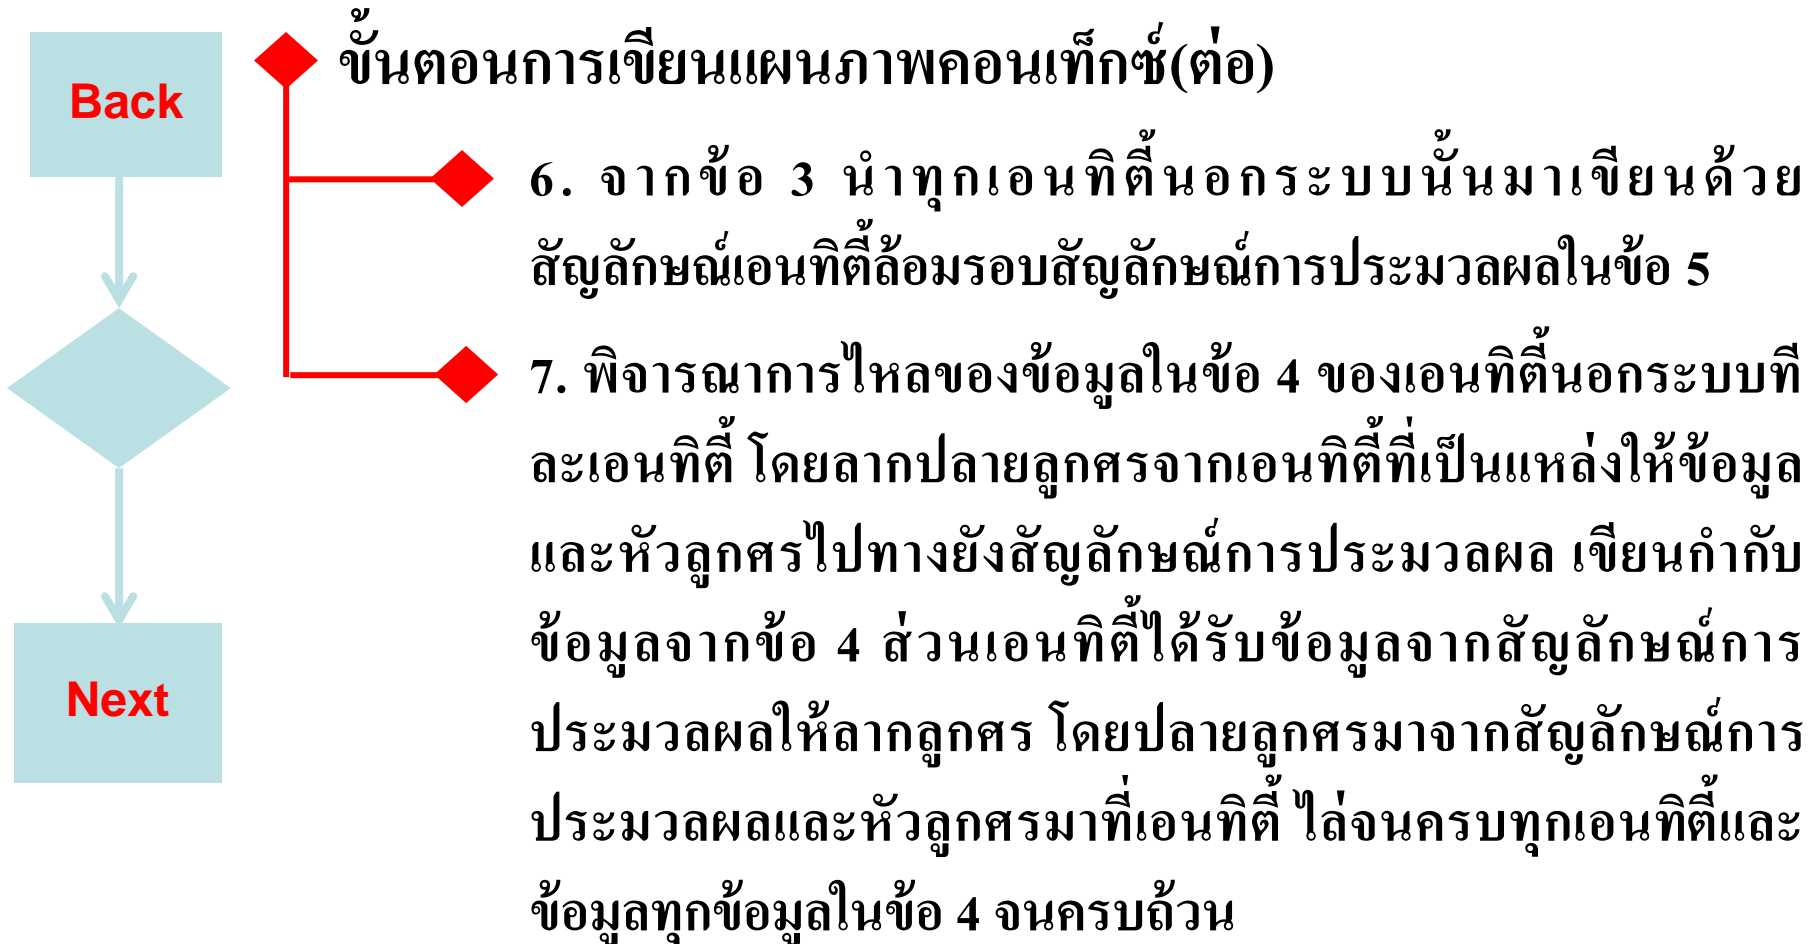 Back
ขั้นตอนการเขียนแผนภาพคอนเท็กซ์(ต่อ)
6. จากข้อ 3 นำทุกเอนทิตี้นอกระบบนั้นมาเขียนด้วย
สัญลักษณ์เอนทิตี้ล้อมรอบสัญลักษณ์การประมวลผลในข้อ 5
7. พิจารณาการไหลของข้อมูลในข้อ 4 ของเอนทิตี้นอกระบบที
ละเอนทิตี้ โดยลากปลายลูกศรจากเอนทิตี้ที่เป็นแหล่งให้ข้อมูล
และหัวลูกศรไปทางยังสัญลักษณ์การประมวลผล เขียนกำกับ
ข้อมูลจากข้อ 4 ส่วนเอนทิตี้ได้รับข้อมูลจากสัญลักษณ์การ
ประมวลผลให้ลากลูกศร โดยปลายลูกศรมาจากสัญลักษณ์การ
ประมวลผลและหัวลูกศรมาที่เอนทิตี้ ไล่จนครบทุกเอนทิตี้และ
ข้อมูลทุกข้อมูลในข้อ 4 จนครบถ้วน
Next